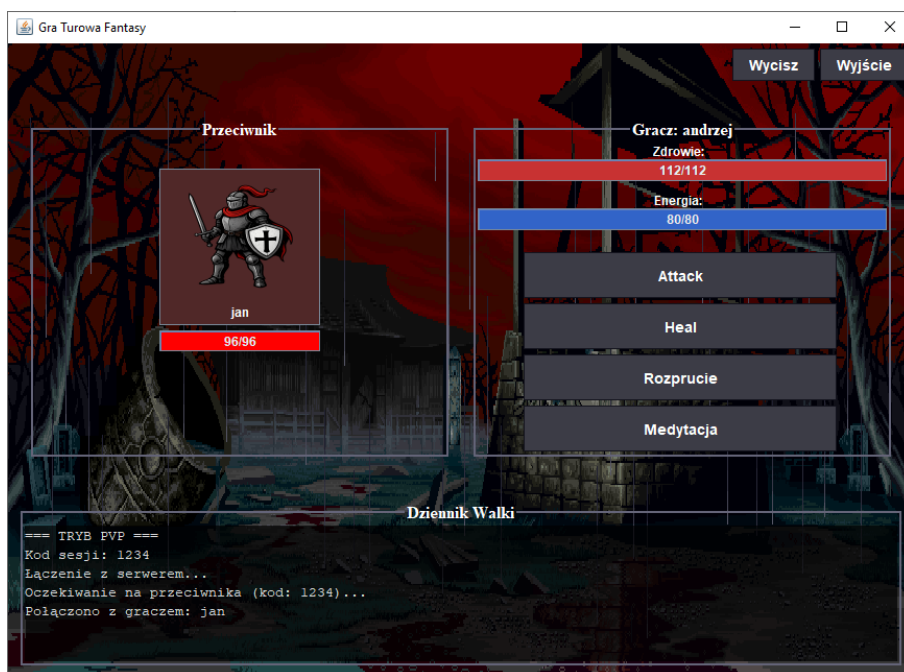 Gra Turowa Fantasy
Wycisz
Wyjście
Przeciwnik
jan
96/96
Gracz: andrzej
Zdrowie:
112/112
Energia:
80/80
Attack
Heal
Rozprucie
Medytacja
Dziennik Walki
=== TRYB PVP ===
Kod sesji: 1234
Łączenie z serwerem...
Oczekiwanie na przeciwnika (kod: 1234)...
Połączono z graczem: jan